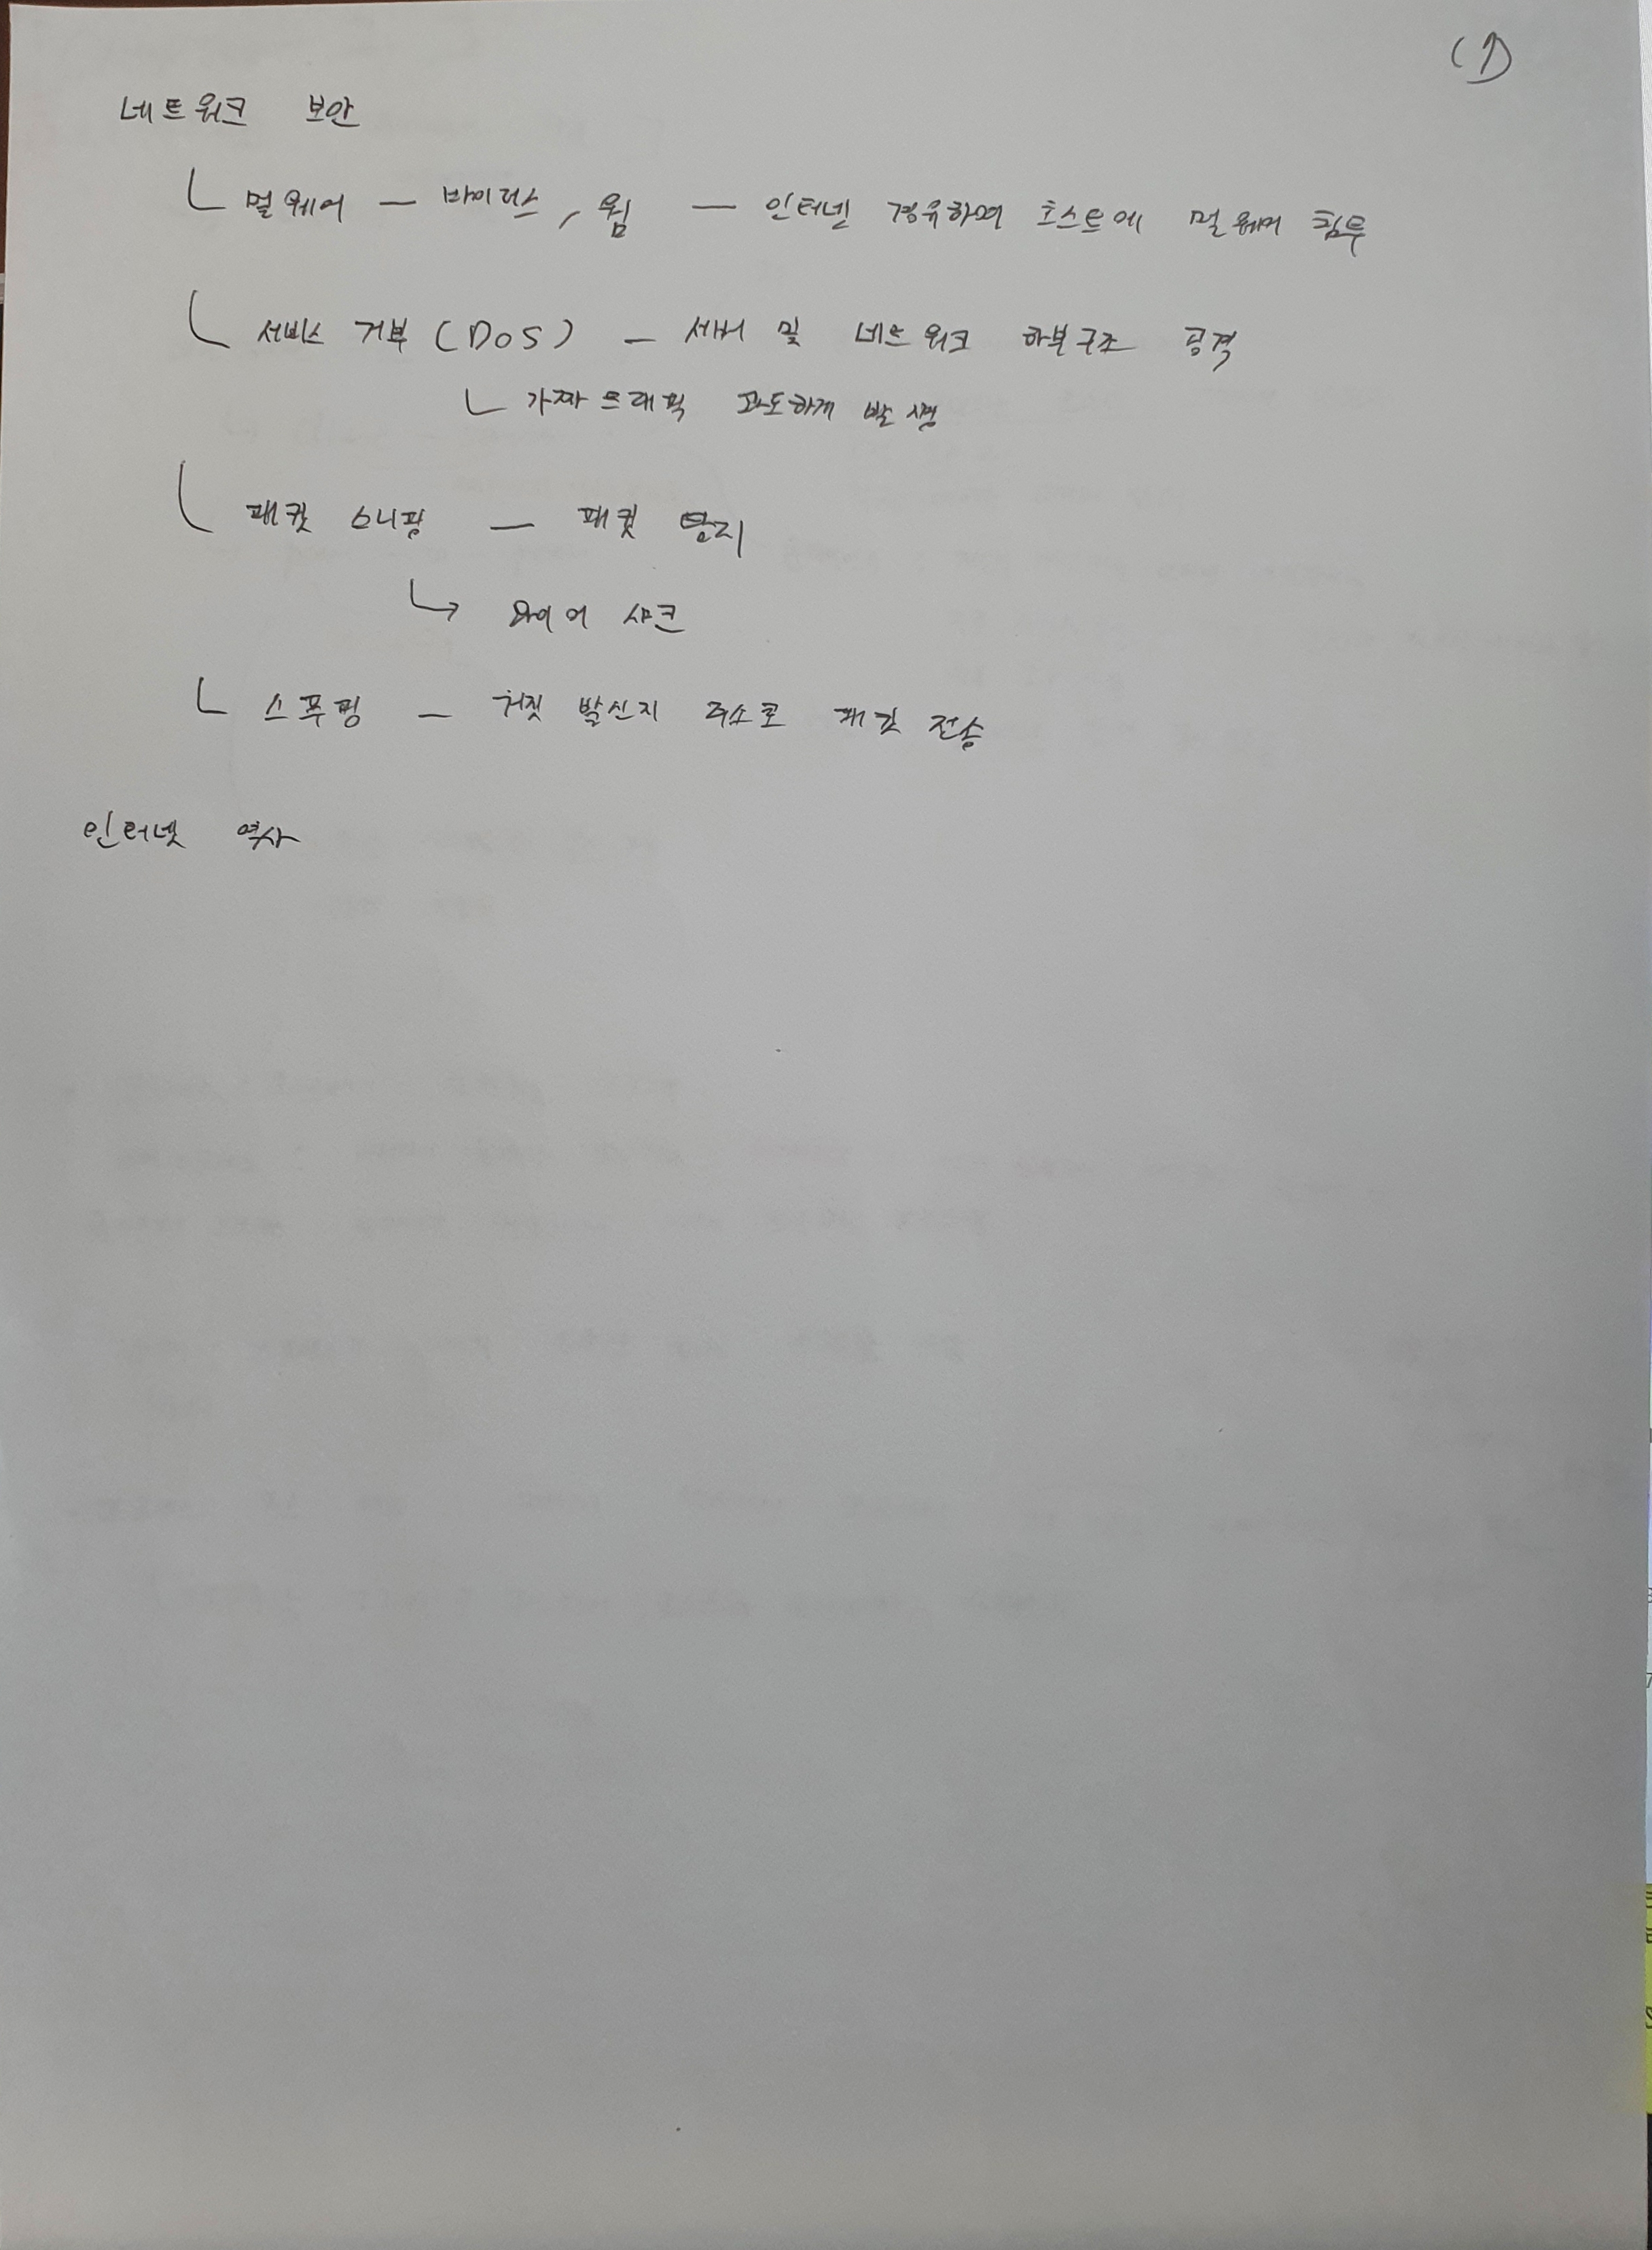 (1)
네트워크 보안
멀웨어 — 바이러스, 웜 — 인터넷 경유하여 호스트에 멀웨어 침투
서비스 거부 (DoS) — 서버 및 네트워크 하부구조 공격
가짜 트래픽 과도하게 발생
패킷 스니핑 — 패킷
와이어 샤크
스푸핑 — 거짓 발신지 주소로 패킷 전송
인터넷 역사